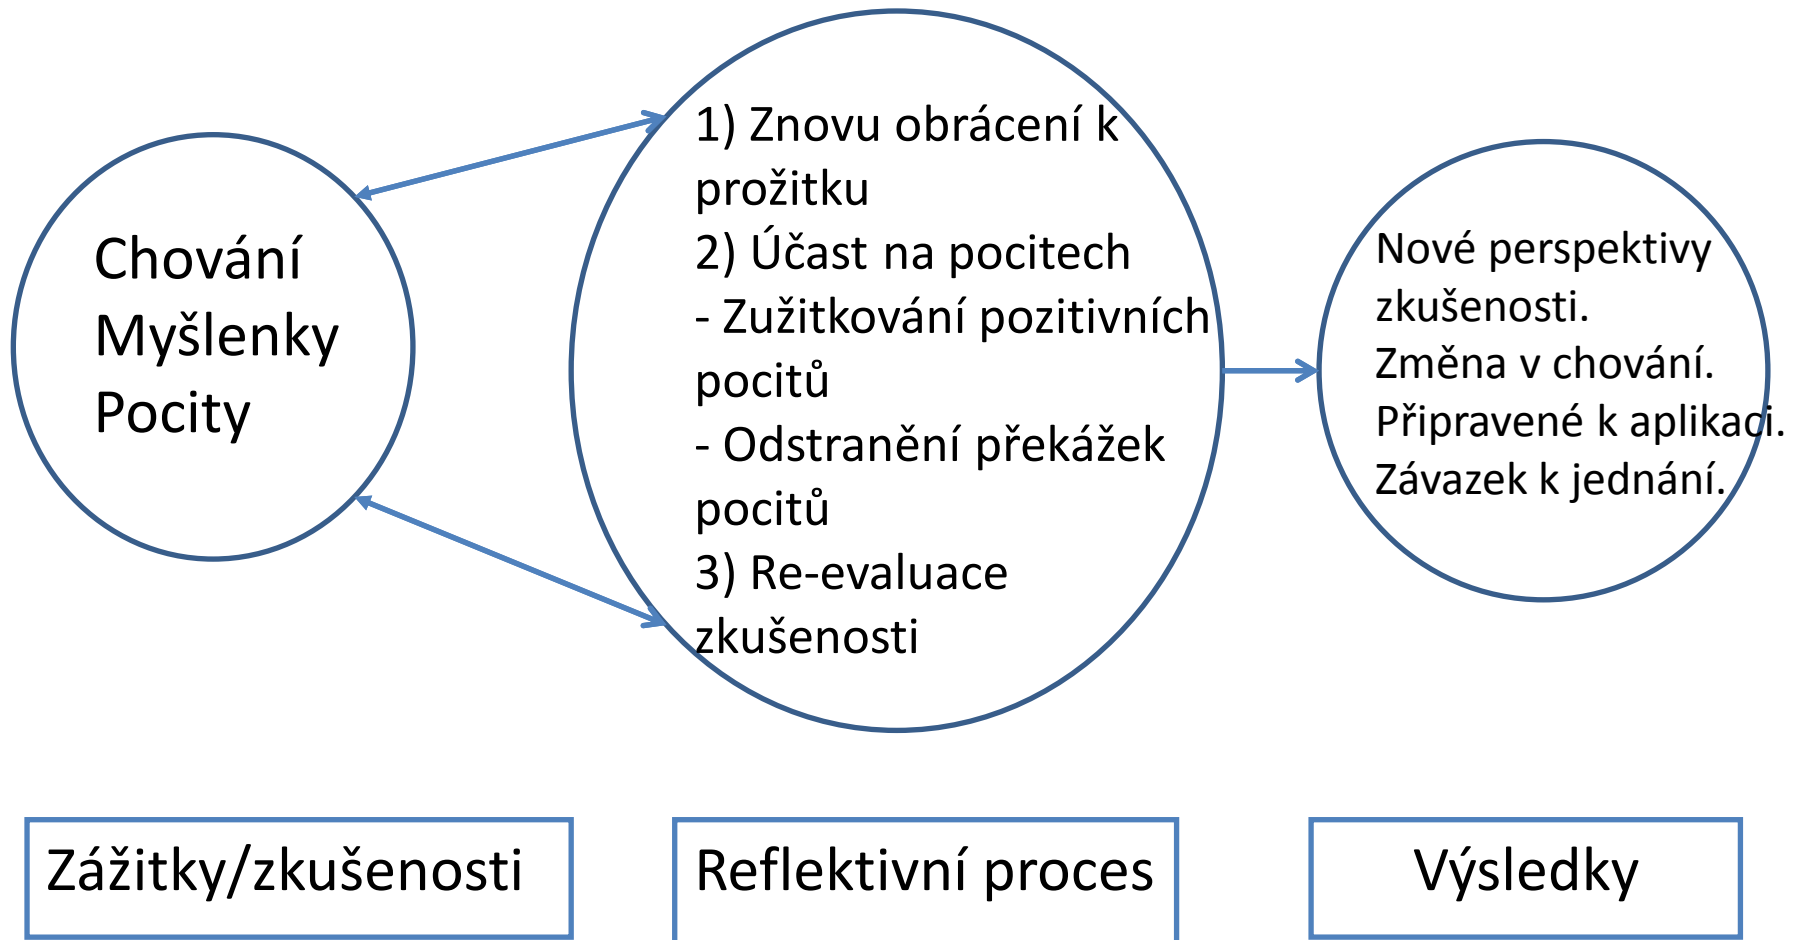 Chování
Myšlenky
Pocity
1) Znovu obrácení k
prožitku
2) Účast na pocitech
- Zužitkování pozitivních
pocitů
- Odstranění překážek
pocitů
3) Re-evaluace
zkušenosti
Nové perspektivy
zkušenosti.
Změna v chování.
Připravené k aplikaci.
Závazek k jednání.
Zážitky/zkušenosti
Reflektivní proces
Výsledky